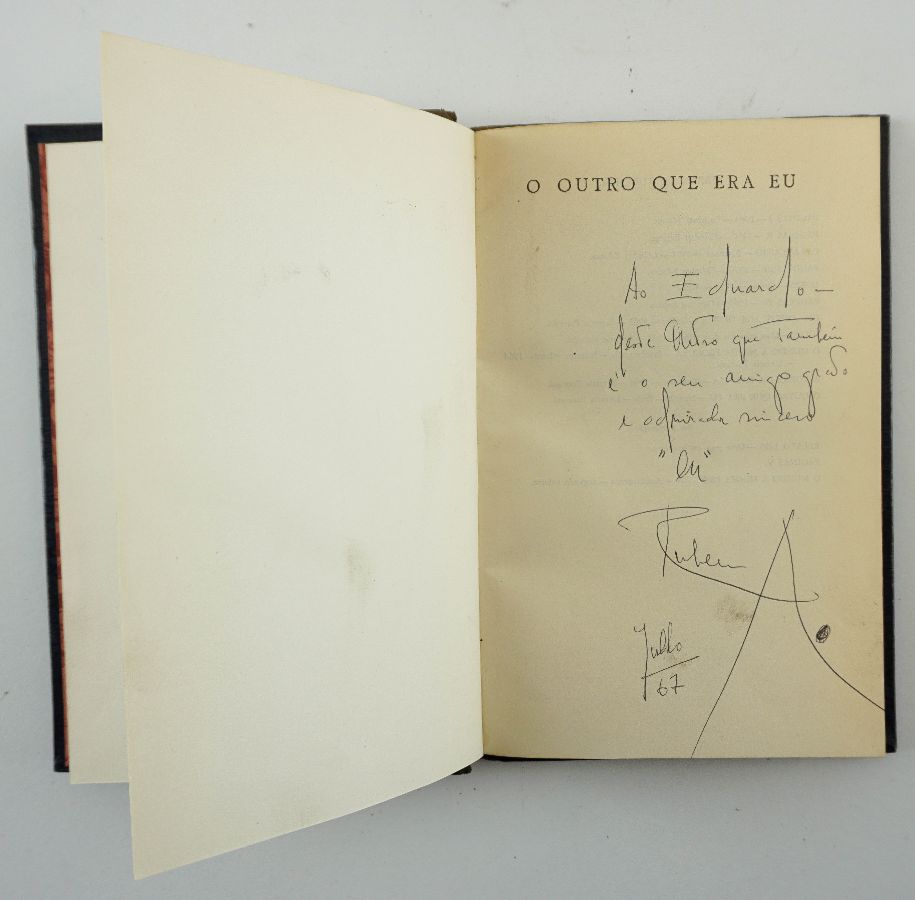 O OUTRO QUE ERA EU
Ao Eduardo —
deste Outro que também
é o seu amigo grato
e admirador sincero
"eu"
Ruben A.
Julho
67